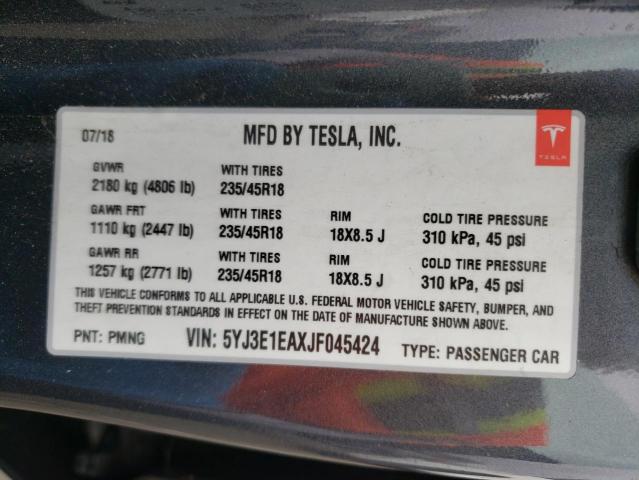 07/18 MFD BY TESLA, INC.
TESLA
GVWR WITH TIRES
2180 kg (4806 lb) 235/45R18
GAWR FRT WITH TIRES RIM COLD TIRE PRESSURE
1110 kg (2447 lb) 235/45R18 18X8.5 J 310 kPa, 45 psi
GAWR RR WITH TIRES RIM COLD TIRE PRESSURE
1257 kg (2771 lb) 235/45R18 18X8.5 J 310 kPa, 45 psi
THIS VEHICLE CONFORMS TO ALL APPLICABLE U.S. FEDERAL MOTOR VEHICLE SAFETY, BUMPER, AND
THEFT PREVENTION STANDARDS IN EFFECT ON THE DATE OF MANUFACTURE SHOWN ABOVE.
PNT: PMNG VIN: 5YJ3E1EAXJF045424 TYPE: PASSENGER CAR